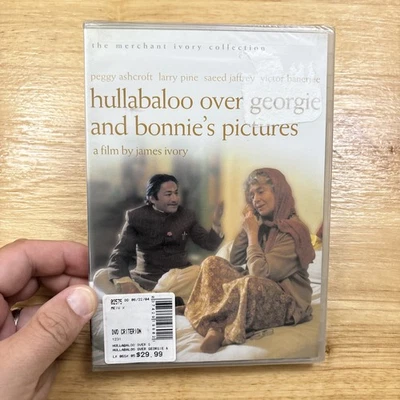 the merchant ivory collection
peggy ashcroft larry pine saeed jaffrey victor banerjee
hullabaloo over georgie
and bonnie's pictures
a film by james ivory
DVD CRITERION
HULLABALOO OVER G
HULLABALOO OVER GEORGIE &
$29.99